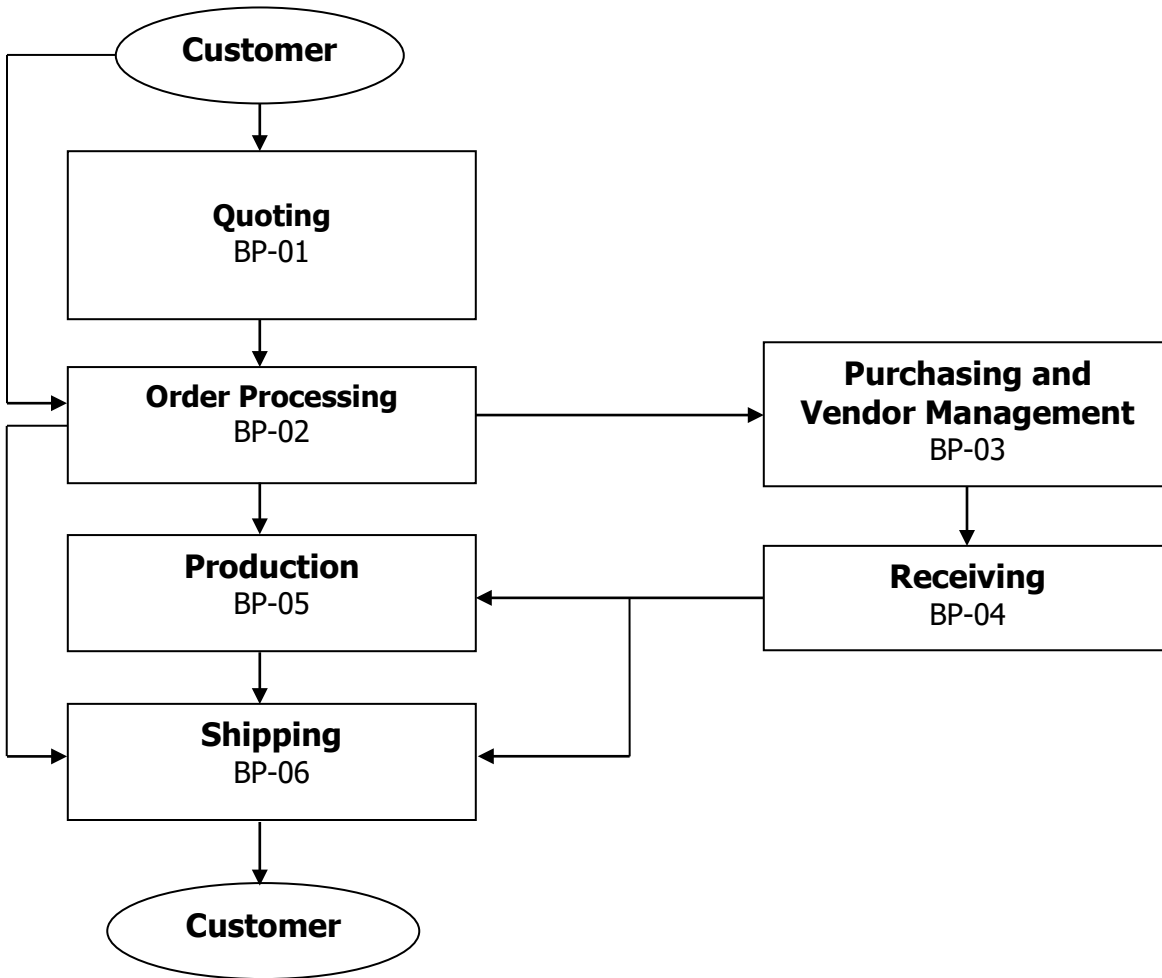 Customer
Quoting
BP-01
Order Processing
BP-02
Purchasing and
Vendor Management
BP-03
Production
BP-05
Receiving
BP-04
Shipping
BP-06
Customer